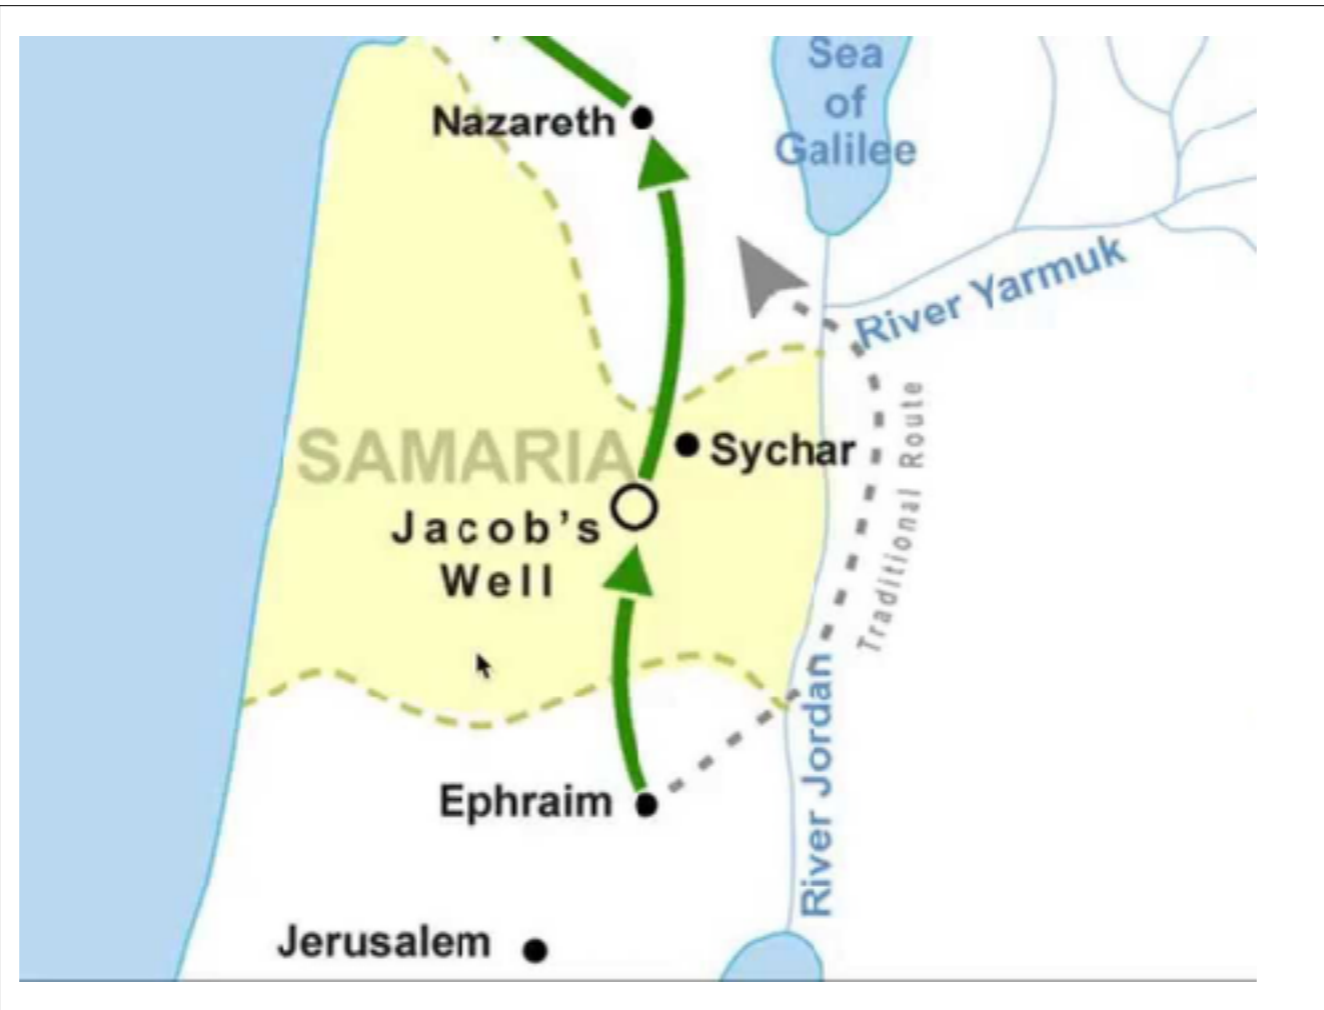 Sea
of
Galilee
Nazareth
River Yarmuk
Traditional Route
SAMARIA
Sychar
Jacob's
Well
River Jordan
Ephraim
Jerusalem